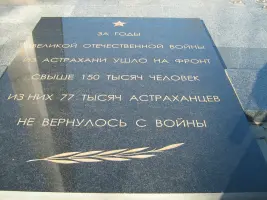 ЗА ГОДЫ
ВЕЛИКОЙ ОТЕЧЕСТВЕННОЙ ВОЙНЫ
ИЗ АСТРАХАНИ УШЛО НА ФРОНТ
СВЫШЕ 150 ТЫСЯЧ ЧЕЛОВЕК
ИЗ НИХ 77 ТЫСЯЧ АСТРАХАНЦЕВ
НЕ ВЕРНУЛОСЬ С ВОЙНЫ